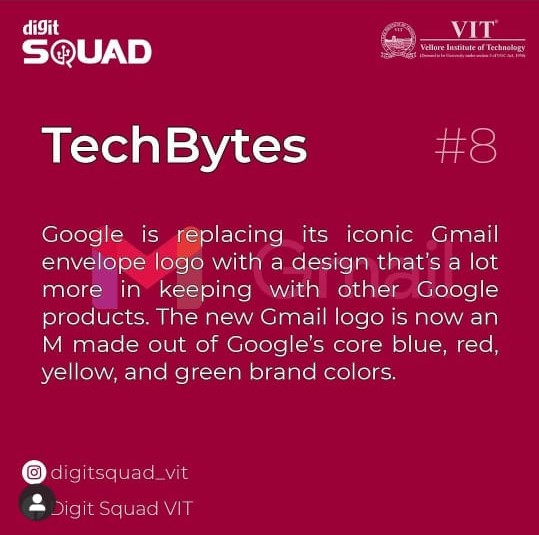 digit
SQUAD
VIT
Vellore Institute of Technology
(Deemed to be University under section 3 of UGC Act, 1956)
TechBytes
#8
Google is replacing its iconic Gmail
envelope logo with a design that's a lot
more in keeping with other Google
products. The new Gmail logo is now an
M made out of Google's core blue, red,
yellow, and green brand colors.
Gmail
digitsquad_vit
Digit Squad VIT